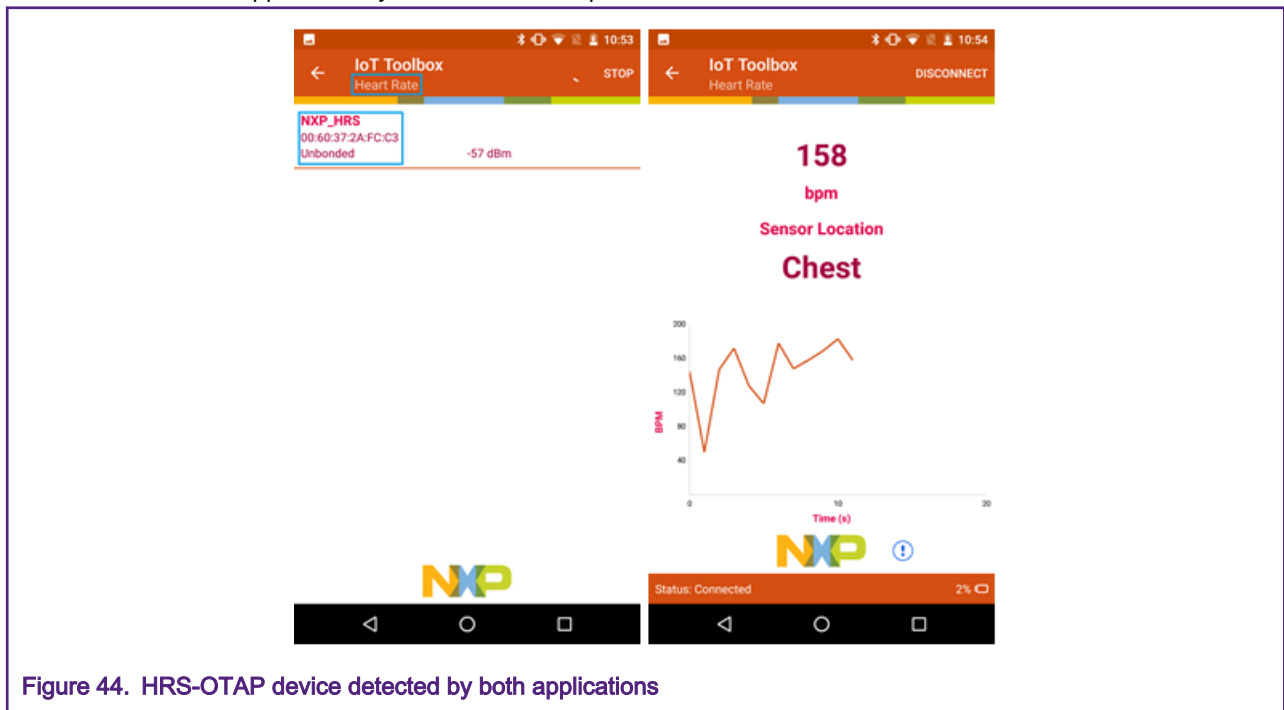 10:53
IoT Toolbox
Heart Rate
STOP
NXP_HRS
00:60:37:2A:FC:C3
Unbonded
-57 dBm
NXP
10:54
IoT Toolbox
Heart Rate
DISCONNECT
158
bpm
Sensor Location
Chest
200
160
120
80
40
BPM
0
10
20
Time (s)
NXP
Status: Connected
2%
Figure 44. HRS-OTAP device detected by both applications